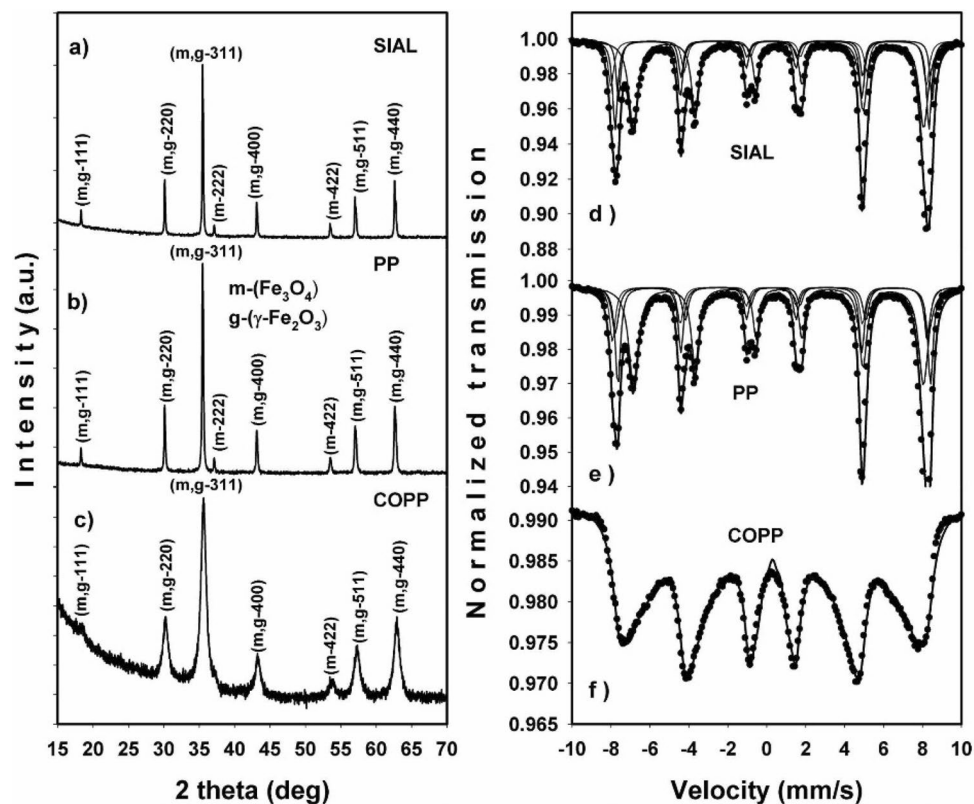 a)
SIAL
(m,g-311)
(m,g-111)
(m,g-220)
(m-222)
(m,g-400)
(m-422)
(m,g-511)
(m,g-440)
b)
PP
(m,g-311)
m-(Fe3O4)
g-(γ-Fe2O3)
(m,g-111)
(m,g-220)
(m-222)
(m,g-400)
(m-422)
(m,g-511)
(m,g-440)
c)
COPP
(m,g-311)
(m,g-111)
(m,g-220)
(m,g-400)
(m-422)
(m,g-511)
(m,g-440)
Intensity (a.u.)
15 20 25 30 35 40 45 50 55 60 65 70
2 theta (deg)
Normalized transmission
1.00
0.98
0.96
0.94
0.92
0.90
0.88
SIAL
d )
1.00
0.99
0.98
0.97
0.96
0.95
0.94
PP
e )
0.990
0.985
0.980
0.975
0.970
0.965
COPP
f )
-10 -8 -6 -4 -2 0 2 4 6 8 10
Velocity (mm/s)